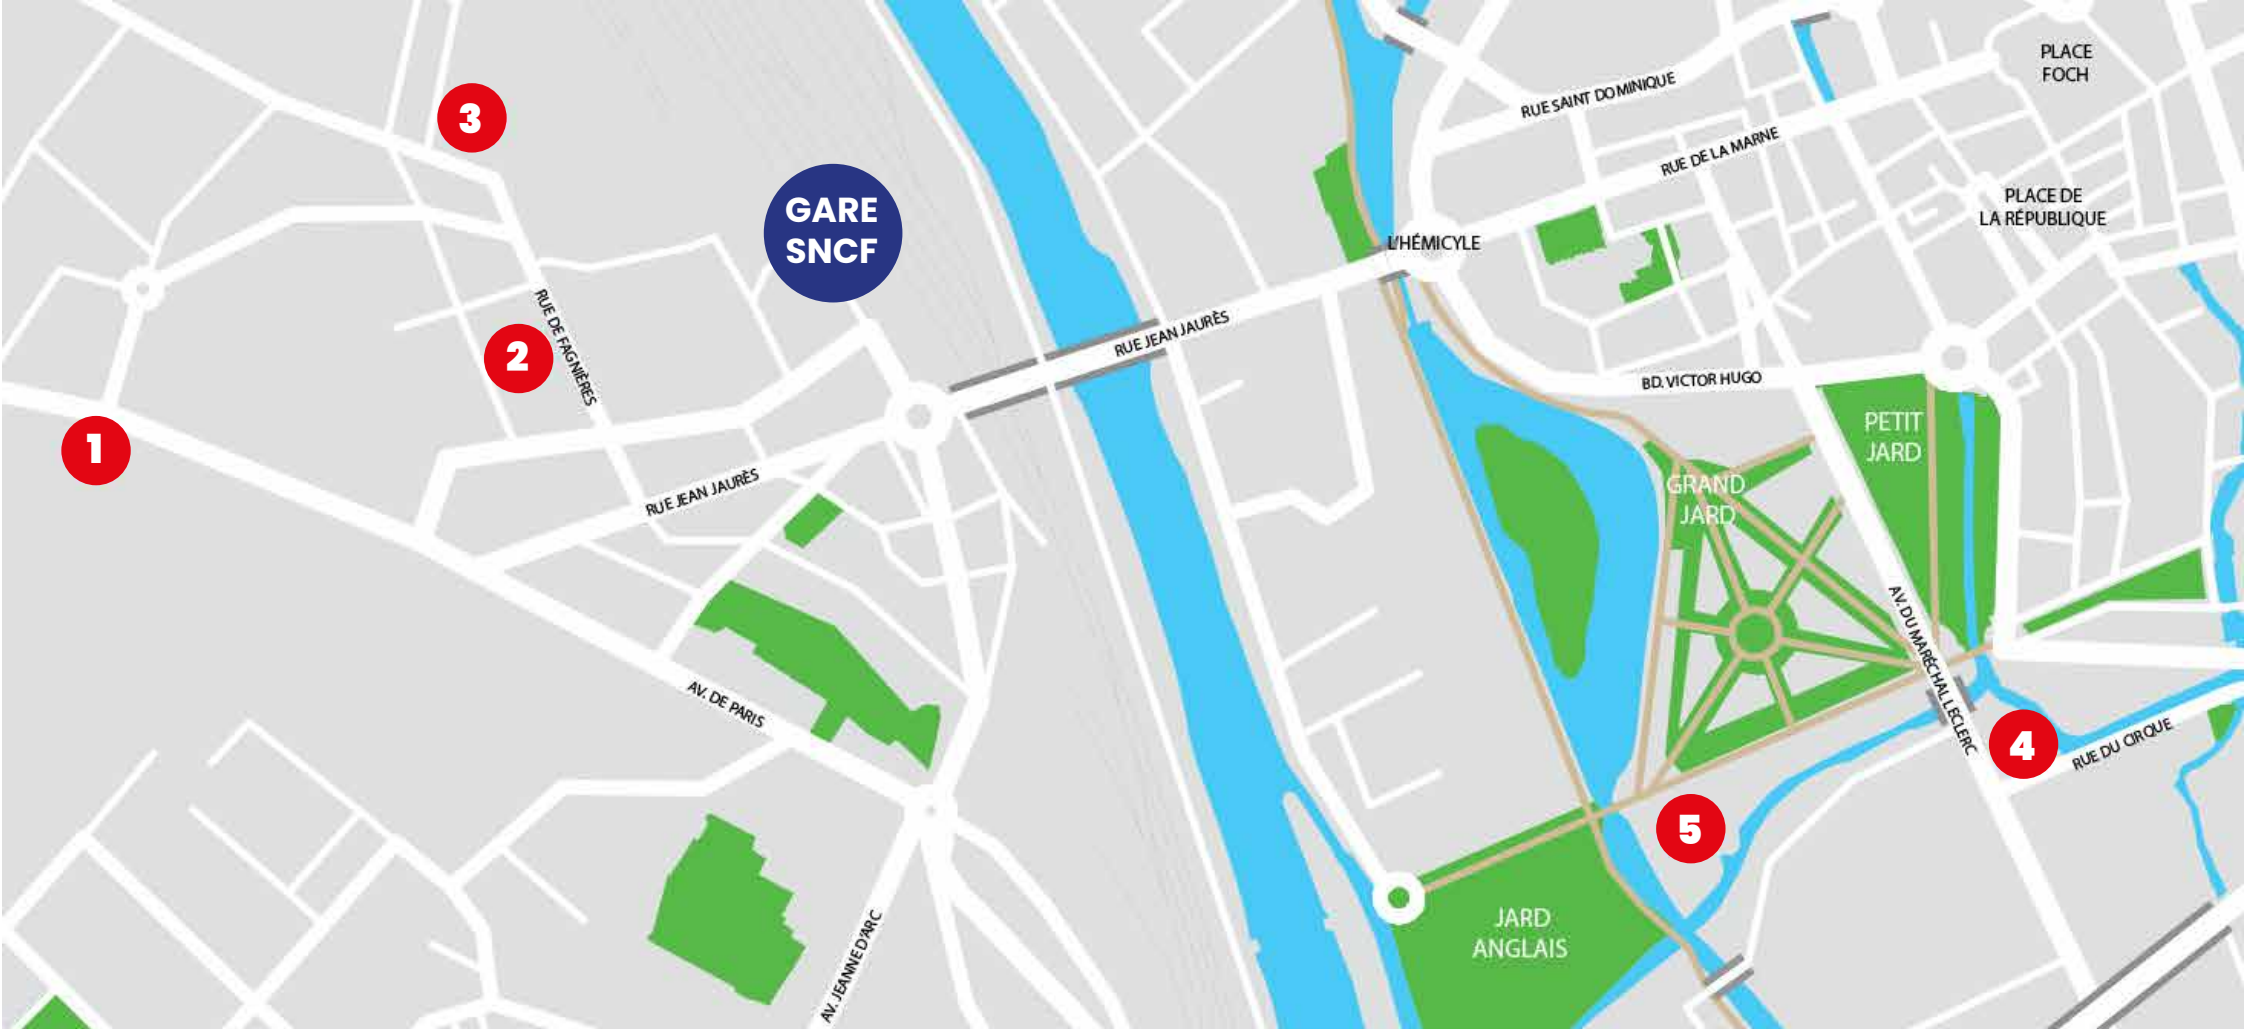 PLACE
FOCH
RUE SAINT DOMINIQUE
3
RUE DE LA MARNE
GARE
SNCF
PLACE DE
LA RÉPUBLIQUE
L'HÉMICYLE
RUE DE FAGNIÈRES
RUE JEAN JAURÈS
2
BD. VICTOR HUGO
1
PETIT
JARD
GRAND
JARD
RUE JEAN JAURÈS
AV. DU MARÉCHAL LECLERC
AV. DE PARIS
4
RUE DU CIRQUE
5
JARD
ANGLAIS
AV. JEANNE D'ARC